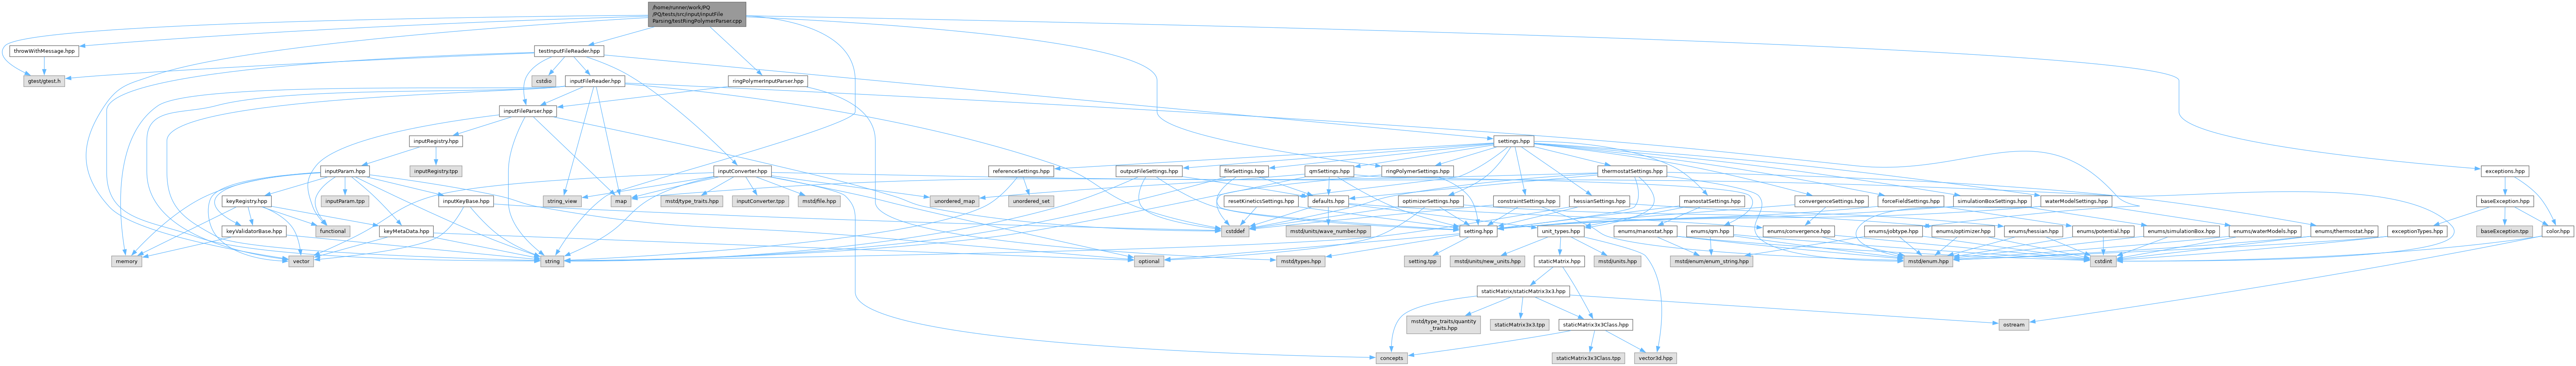 /home/runner/work/PQ
/PQ/tests/src/input/inputFile
Parsing/testRingPolymerParser.cpp
throwWithMessage.hpp
testInputFileReader.hpp
gtest/gtest.h
cstdio
inputFileReader.hpp
ringPolymerInputParser.hpp
inputFileParser.hpp
inputRegistry.hpp
settings.hpp
inputParam.hpp
inputRegistry.tpp
inputConverter.hpp
referenceSettings.hpp
outputFileSettings.hpp
fileSettings.hpp
qmSettings.hpp
ringPolymerSettings.hpp
thermostatSettings.hpp
exceptions.hpp
keyRegistry.hpp
inputParam.tpp
inputKeyBase.hpp
string_view
map
mstd/type_traits.hpp
inputConverter.tpp
mstd/file.hpp
unordered_map
unordered_set
resetKineticsSettings.hpp
defaults.hpp
optimizerSettings.hpp
constraintSettings.hpp
hessianSettings.hpp
manostatSettings.hpp
convergenceSettings.hpp
forceFieldSettings.hpp
simulationBoxSettings.hpp
waterModelSettings.hpp
baseException.hpp
keyValidatorBase.hpp
functional
keyMetaData.hpp
cstddef
mstd/units/wave_number.hpp
setting.hpp
unit_types.hpp
enums/manostat.hpp
enums/qm.hpp
enums/convergence.hpp
enums/jobtype.hpp
enums/optimizer.hpp
enums/hessian.hpp
enums/potential.hpp
enums/simulationBox.hpp
enums/waterModels.hpp
enums/thermostat.hpp
exceptionTypes.hpp
baseException.tpp
color.hpp
memory
vector
string
optional
mstd/types.hpp
setting.tpp
mstd/units/new_units.hpp
staticMatrix.hpp
mstd/units.hpp
mstd/enum/enum_string.hpp
mstd/enum.hpp
cstdint
staticMatrix/staticMatrix3x3.hpp
mstd/type_traits/quantity
_traits.hpp
staticMatrix3x3.tpp
staticMatrix3x3Class.hpp
ostream
concepts
staticMatrix3x3Class.tpp
vector3d.hpp